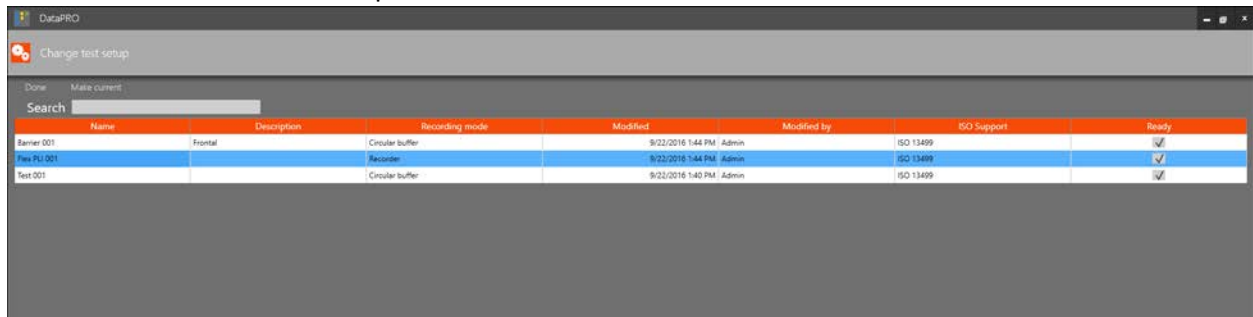 DataPRO
Change test setup
Done Make current
Search
Name Description Recording mode Modified Modified by ISO Support Ready
Barrier 001 Frontal Circular buffer 9/22/2016 1:44 PM Admin ISO 13499
Flex PLI 001 Recorder 9/22/2016 1:44 PM Admin ISO 13499
Test 001 Circular buffer 9/22/2016 1:40 PM Admin ISO 13499